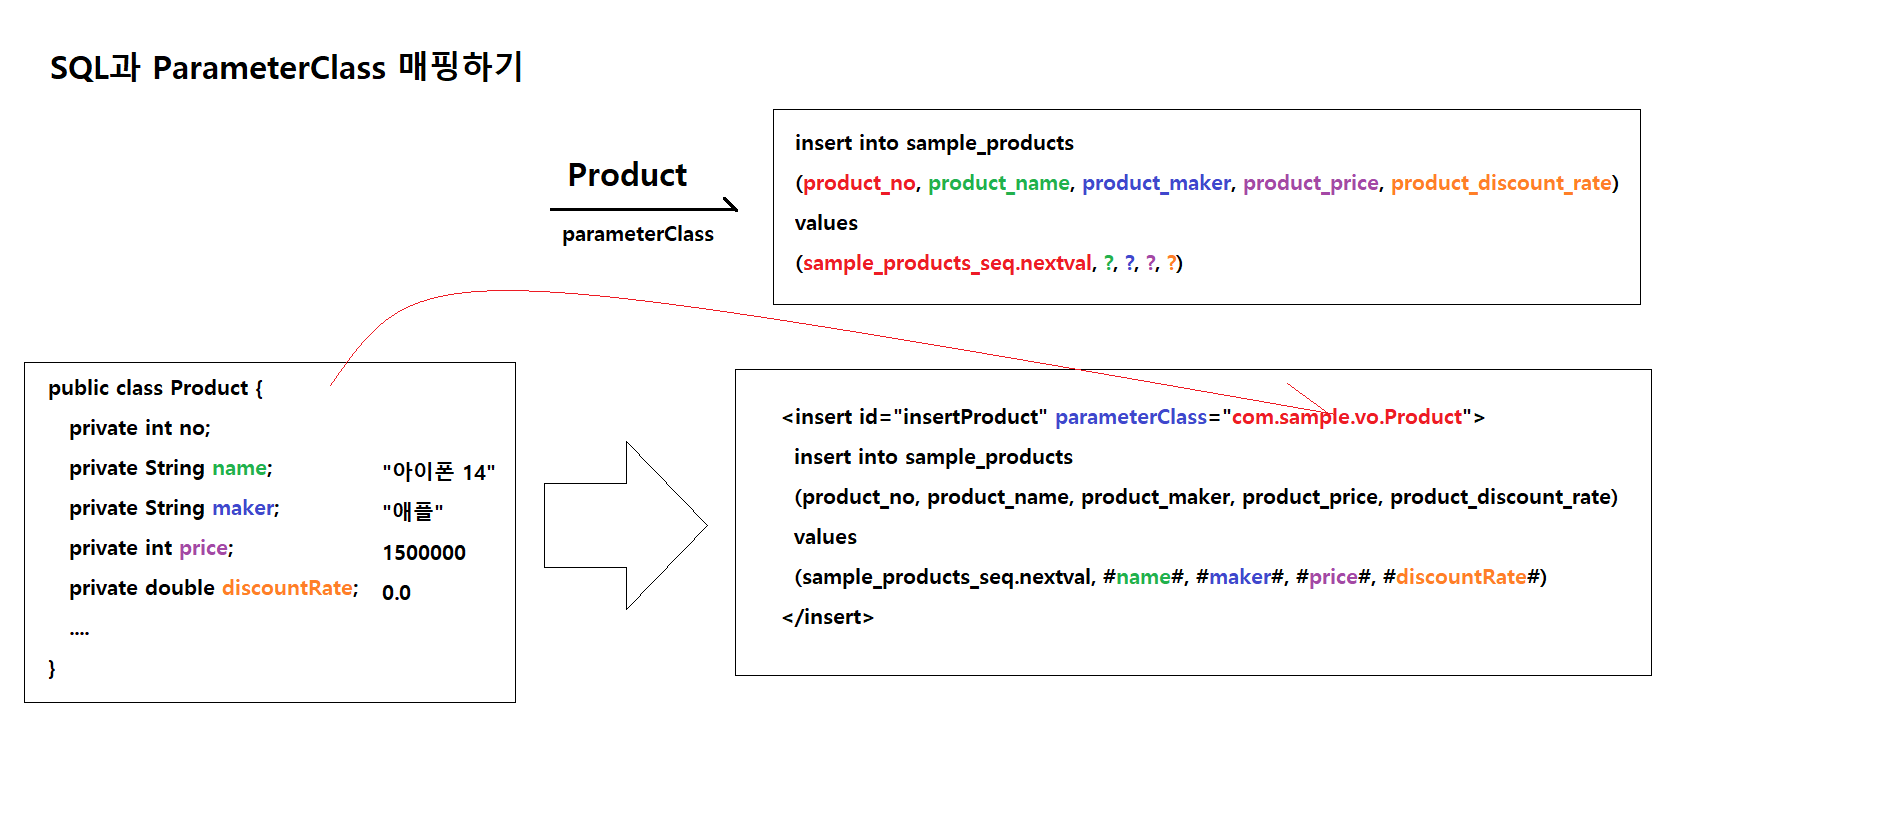 SQL과 ParameterClass 매핑하기
Product
parameterClass
insert into sample_products
(product_no, product_name, product_maker, product_price, product_discount_rate)
values
(sample_products_seq.nextval, ?, ?, ?, ?)
public class Product {
private int no;
private String name; "아이폰 14"
private String maker; "애플"
private int price; 1500000
private double discountRate; 0.0
....
}
<insert id="insertProduct" parameterClass="com.sample.vo.Product">
insert into sample_products
(product_no, product_name, product_maker, product_price, product_discount_rate)
values
(sample_products_seq.nextval, #name#, #maker#, #price#, #discountRate#)
</insert>